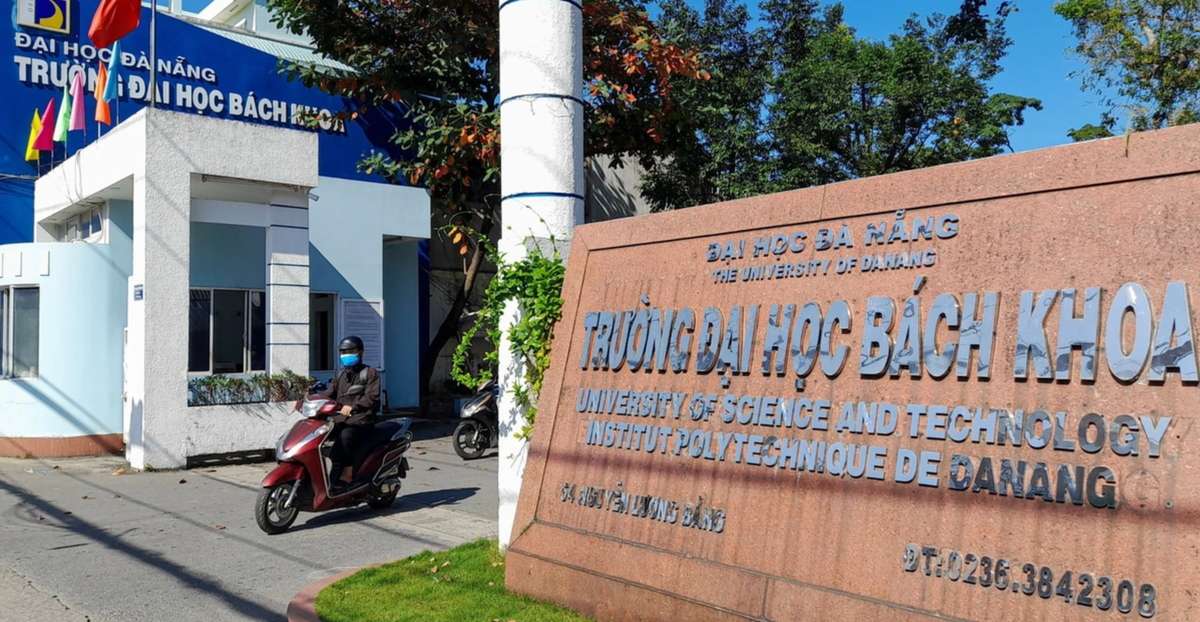 ĐẠI HỌC ĐÀ NẴNG
TRƯỜNG ĐẠI HỌC BÁCH KHOA
ĐẠI HỌC ĐÀ NẴNG
THE UNIVERSITY OF DANANG
TRƯỜNG ĐẠI HỌC BÁCH KHOA
UNIVERSITY OF SCIENCE AND TECHNOLOGY
INSTITUT POLYTECHNIQUE DE DANANG
54 NGUYỄN LƯƠNG BẰNG
ĐT:0236.3842308